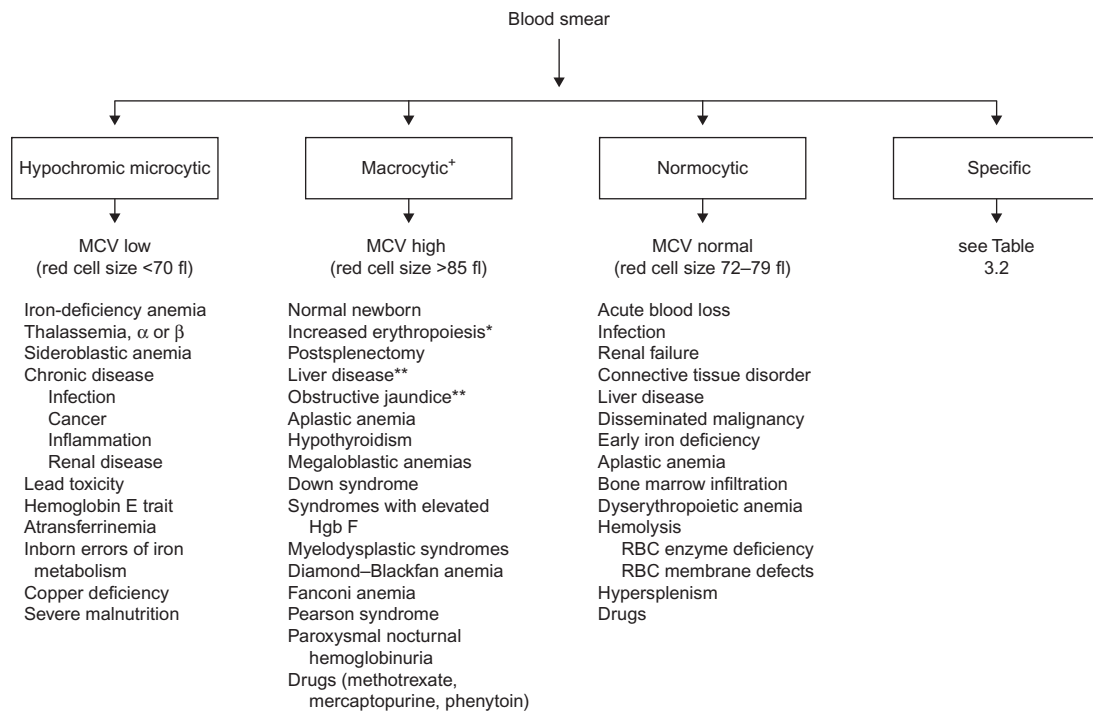 Blood smear
Hypochromic microcytic
MCV low
(red cell size <70 fl)
Iron-deficiency anemia
Thalassemia, α or β
Sideroblastic anemia
Chronic disease
Infection
Cancer
Inflammation
Renal disease
Lead toxicity
Hemoglobin E trait
Atransferrinemia
Inborn errors of iron
metabolism
Copper deficiency
Severe malnutrition
Macrocytic+
MCV high
(red cell size >85 fl)
Normal newborn
Increased erythropoiesis*
Postsplenectomy
Liver disease**
Obstructive jaundice**
Aplastic anemia
Hypothyroidism
Megaloblastic anemias
Down syndrome
Syndromes with elevated
Hgb F
Myelodysplastic syndromes
Diamond–Blackfan anemia
Fanconi anemia
Pearson syndrome
Paroxysmal nocturnal
hemoglobinuria
Drugs (methotrexate,
mercaptopurine, phenytoin)
Normocytic
MCV normal
(red cell size 72–79 fl)
Acute blood loss
Infection
Renal failure
Connective tissue disorder
Liver disease
Disseminated malignancy
Early iron deficiency
Aplastic anemia
Bone marrow infiltration
Dyserythropoietic anemia
Hemolysis
RBC enzyme deficiency
RBC membrane defects
Hypersplenism
Drugs
Specific
see Table
3.2